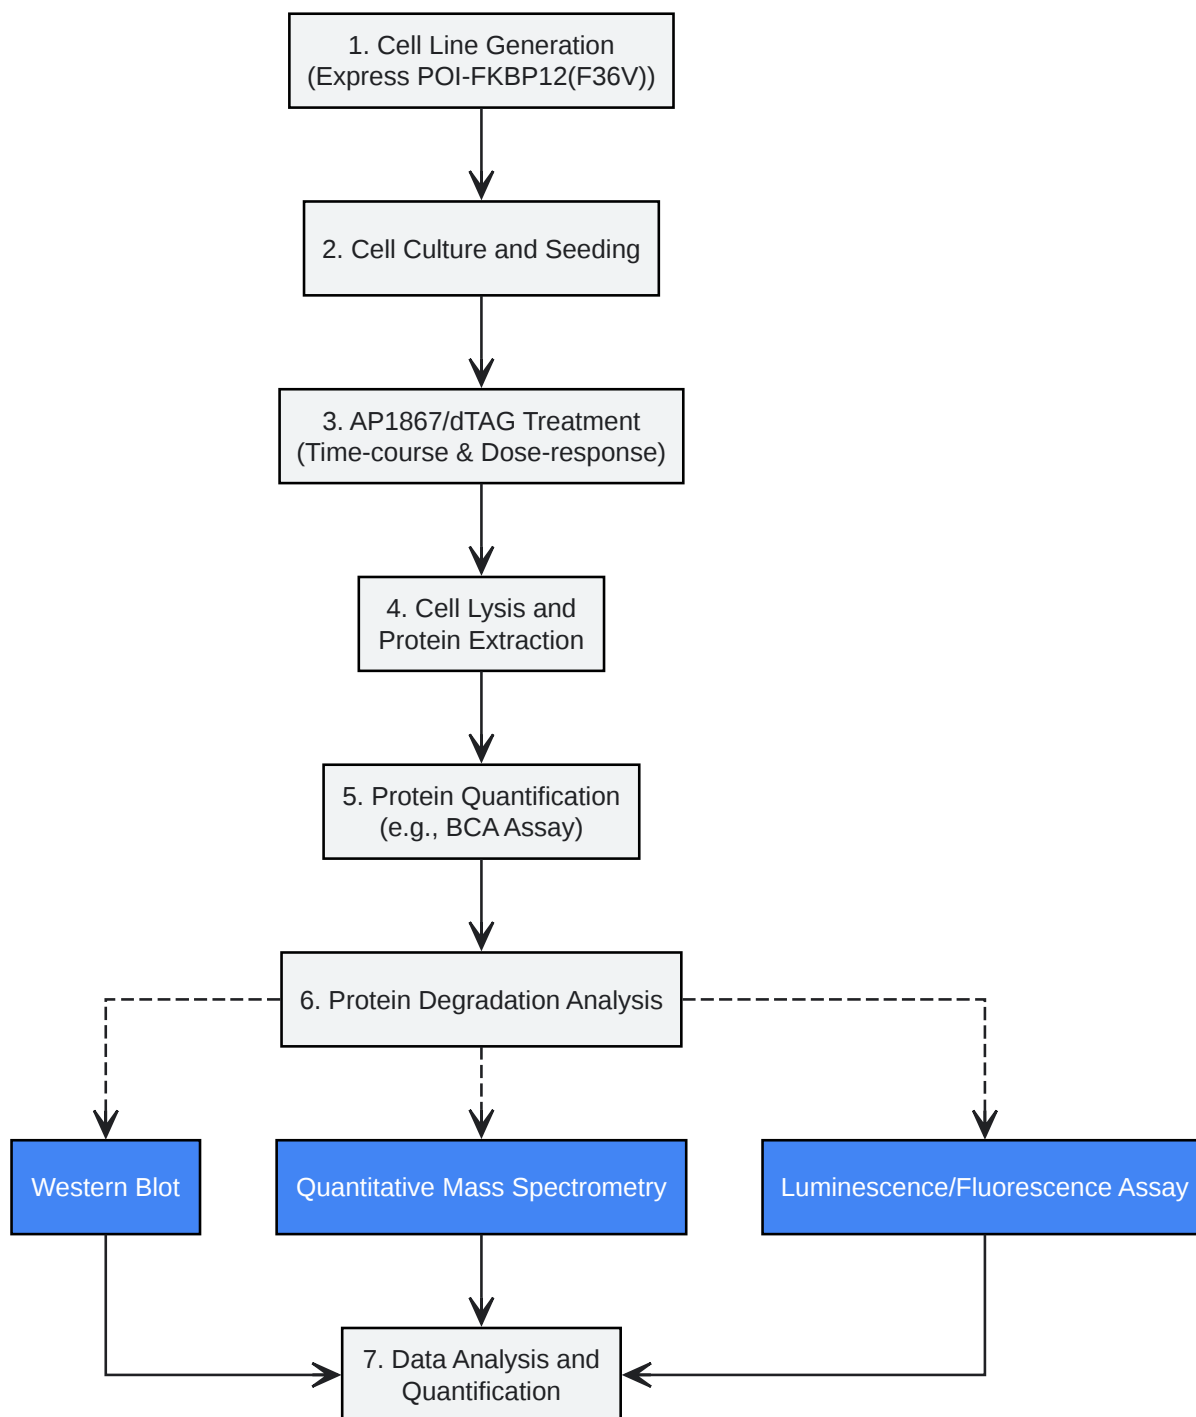 1. Cell Line Generation
(Express POI-FKBP12(F36V))
2. Cell Culture and Seeding
3. AP1867/dTAG Treatment
(Time-course & Dose-response)
4. Cell Lysis and
Protein Extraction
5. Protein Quantification
(e.g., BCA Assay)
6. Protein Degradation Analysis
Western Blot
Quantitative Mass Spectrometry
Luminescence/Fluorescence Assay
7. Data Analysis and
Quantification